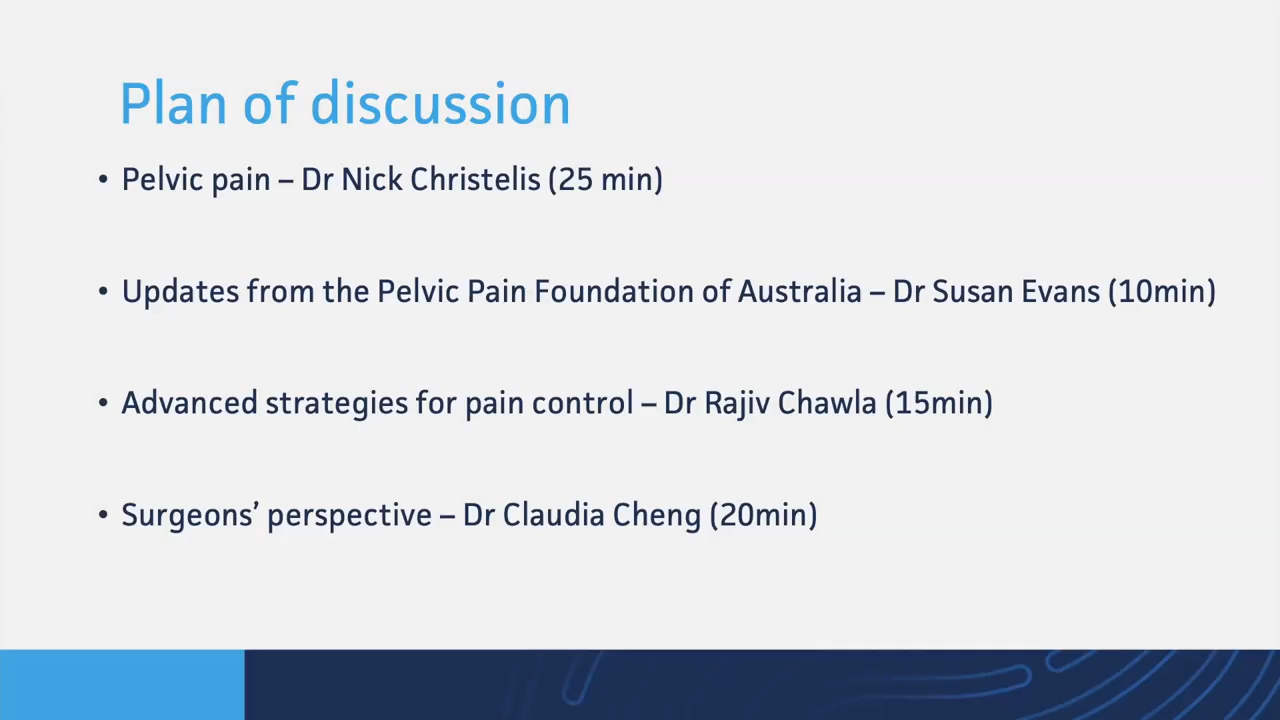 Plan of discussion
• Pelvic pain – Dr Nick Christelis (25 min)
• Updates from the Pelvic Pain Foundation of Australia – Dr Susan Evans (10min)
• Advanced strategies for pain control – Dr Rajiv Chawla (15min)
• Surgeons’ perspective – Dr Claudia Cheng (20min)